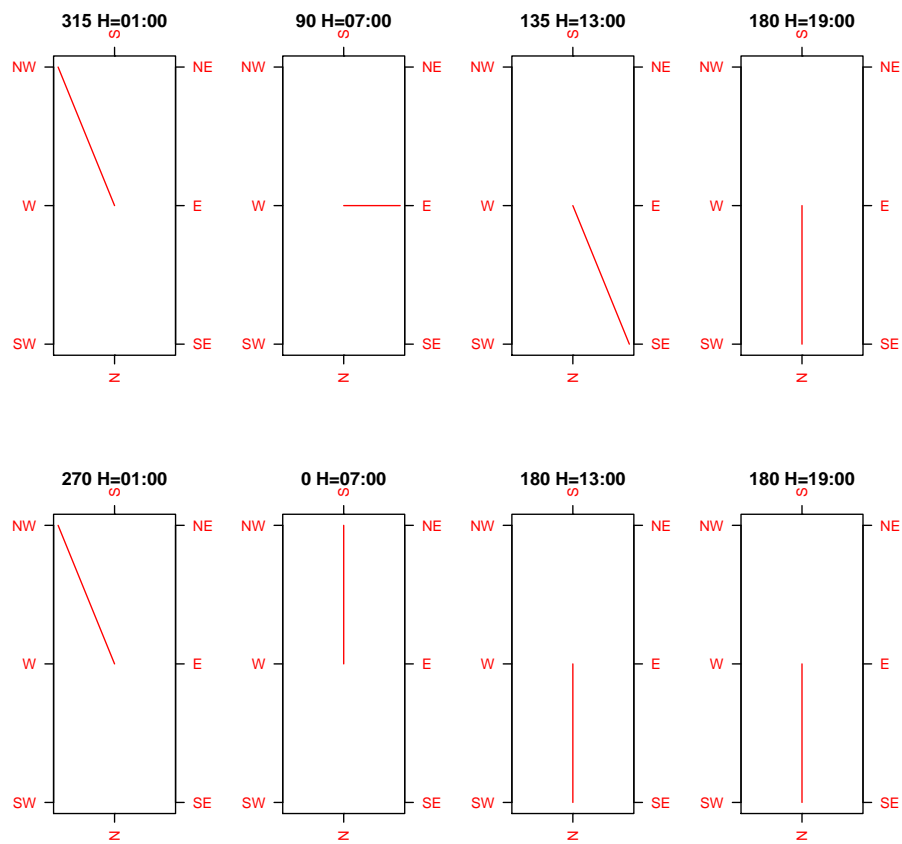 315 H=01:00 90 H=07:00 135 H=13:00 180 H=19:00
S S S S
NW NE NW NE NW NE NW NE
W E W E W E W E
SW SE SW SE SW SE SW SE
N N N N
270 H=01:00 0 H=07:00 180 H=13:00 180 H=19:00
S S S S
NW NE NW NE NW NE NW NE
W E W E W E W E
SW SE SW SE SW SE SW SE
N N N N